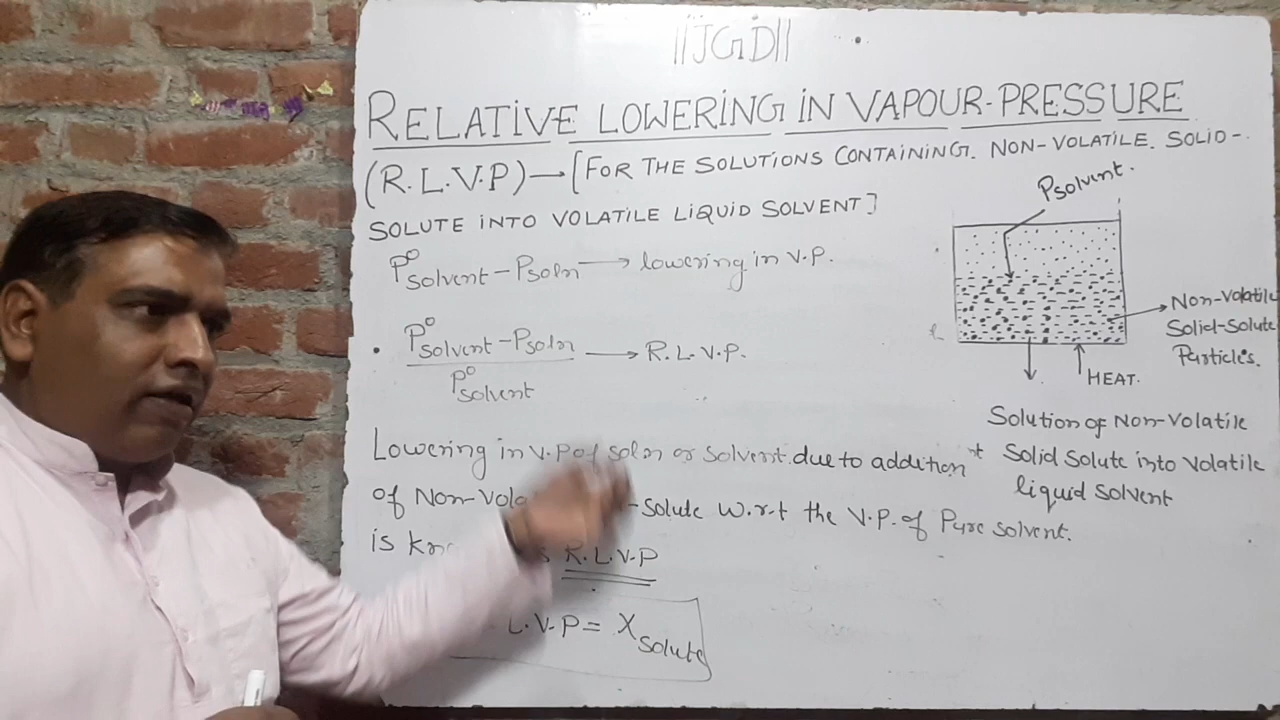 ||JGID||
RELATIVE LOWERING IN VAPOUR-PRESSURE
(R.L.V.P)→[FOR THE SOLUTIONS CONTAINING. NON-VOLATILE. SOLID-
SOLUTE INTO VOLATILE LIQUID SOLVENT]
P°solvent - Psoln → lowering in V.P.
P°solvent - Psoln → R.L.V.P.
P°solvent
Lowering in V.P of soln or solvent due to addition
of Non-Vola -solute w.r.t the V.P. of Pure solvent.
is R.L.V.P
L.V.P = Xsolute
Psolvent.
Non-Volatile
Solid-Solute
Particles.
HEAT.
Solution of Non-Volatile
Solid Solute into Volatile
liquid Solvent